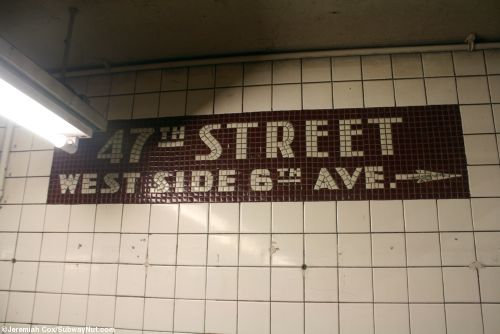 47TH STREET
WEST SIDE 6TH AVE.
©Jeremiah Cox/SubwayNut.com